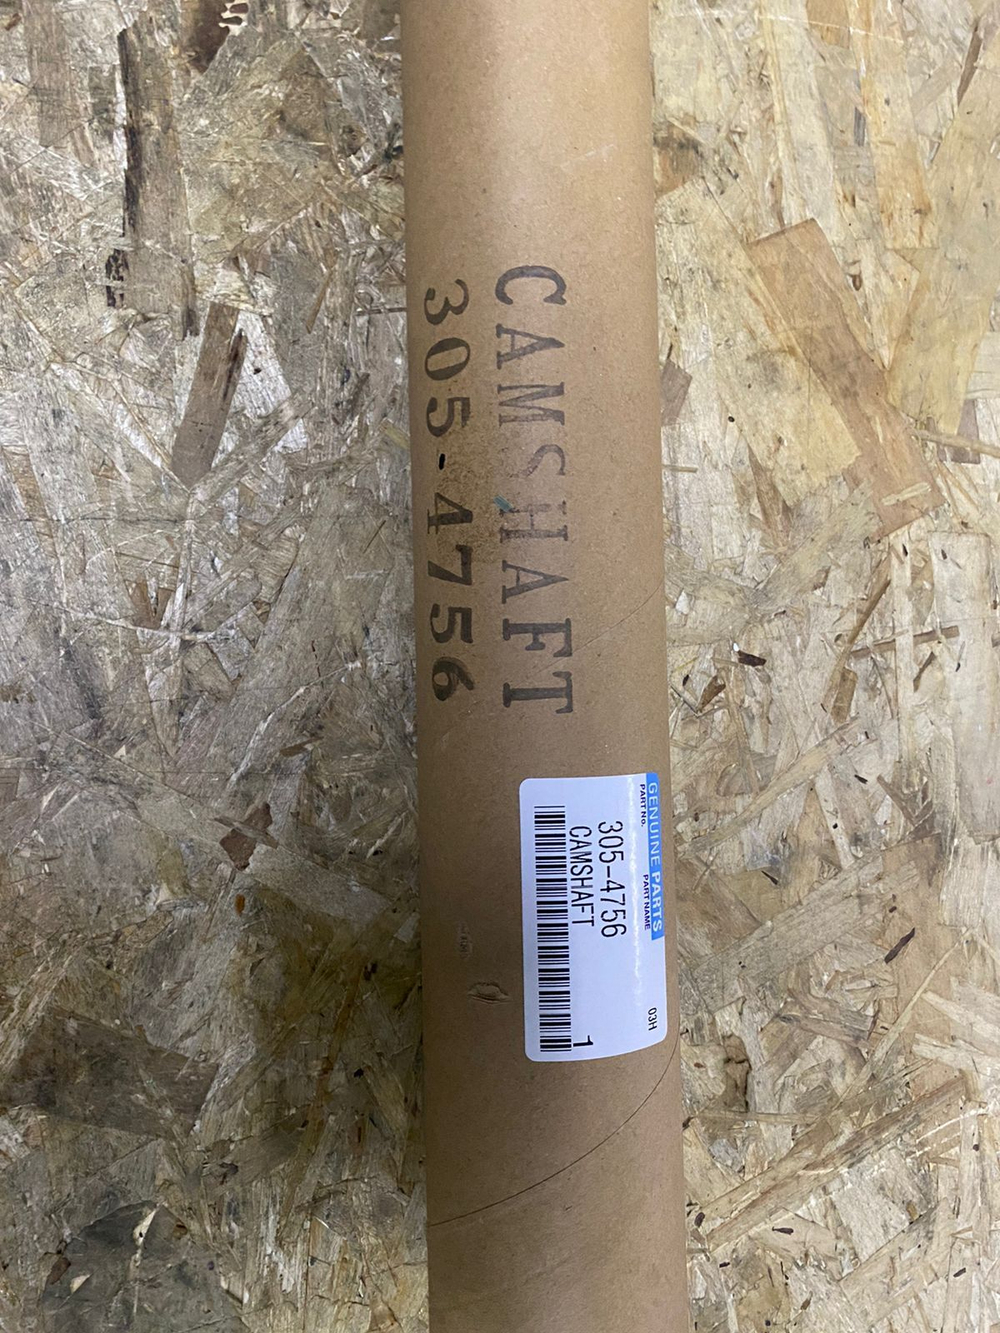 CAMSHAFT
305-4756
GENUINE PARTS
PART No. PART NAME
305-4756
CAMSHAFT
03H
1